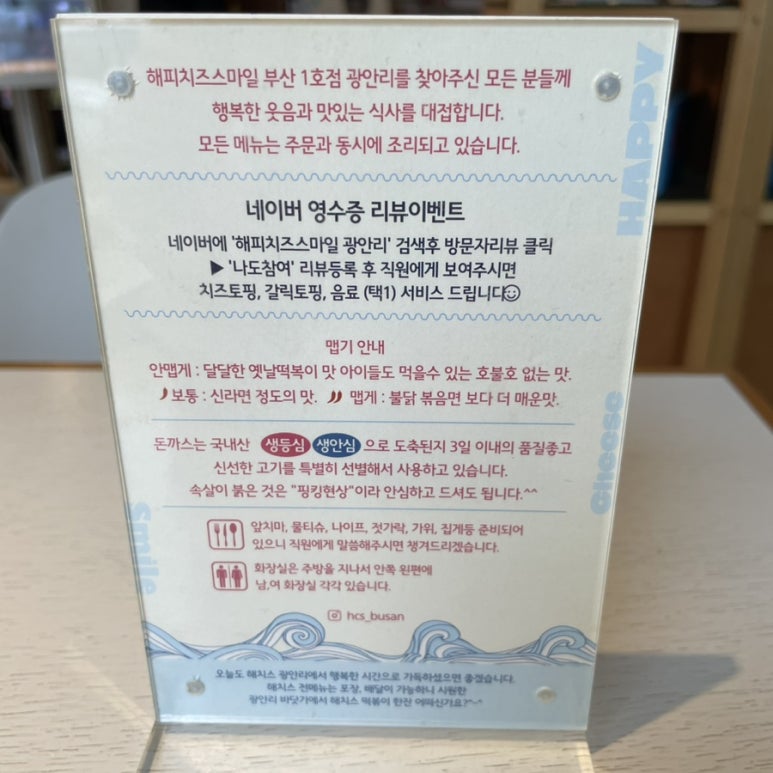 해피치즈스마일 부산 1호점 광안리를 찾아주신 모든 분들께
행복한 웃음과 맛있는 식사를 대접합니다.
모든 메뉴는 주문과 동시에 조리되고 있습니다.
HAPPY
네이버 영수증 리뷰이벤트
네이버에 '해피치즈스마일 광안리' 검색후 방문자리뷰 클릭
▶ '나도참여' 리뷰등록 후 직원에게 보여주시면
치즈토핑, 갈릭토핑, 음료 (택1) 서비스 드립니다☺
맵기 안내
안맵게 : 달달한 옛날떡볶이 맛 아이들도 먹을수 있는 호불호 없는 맛.
보통 : 신라면 정도의 맛. 맵게 : 불닭 볶음면 보다 더 매운맛.
Cheese
돈까스는 국내산 생등심 생안심 으로 도축된지 3일 이내의 품질좋고
신선한 고기를 특별히 선별해서 사용하고 있습니다.
속살이 붉은 것은 "핑킹현상"이라 안심하고 드셔도 됩니다.^^
Smile
앞치마, 물티슈, 나이프, 젓가락, 가위, 집게등 준비되어
있으니 직원에게 말씀해주시면 챙겨드리겠습니다.
화장실은 주방을 지나서 안쪽 왼편에
남,여 화장실 각각 있습니다.
hcs_busan
오늘도 해치스 광안리에서 행복한 시간으로 가득하셨으면 좋겠습니다.
해치스 전메뉴는 포장, 배달이 가능하니 시원한
광안리 바닷가에서 해치스 떡볶이 한잔 어떠신가요?^~^